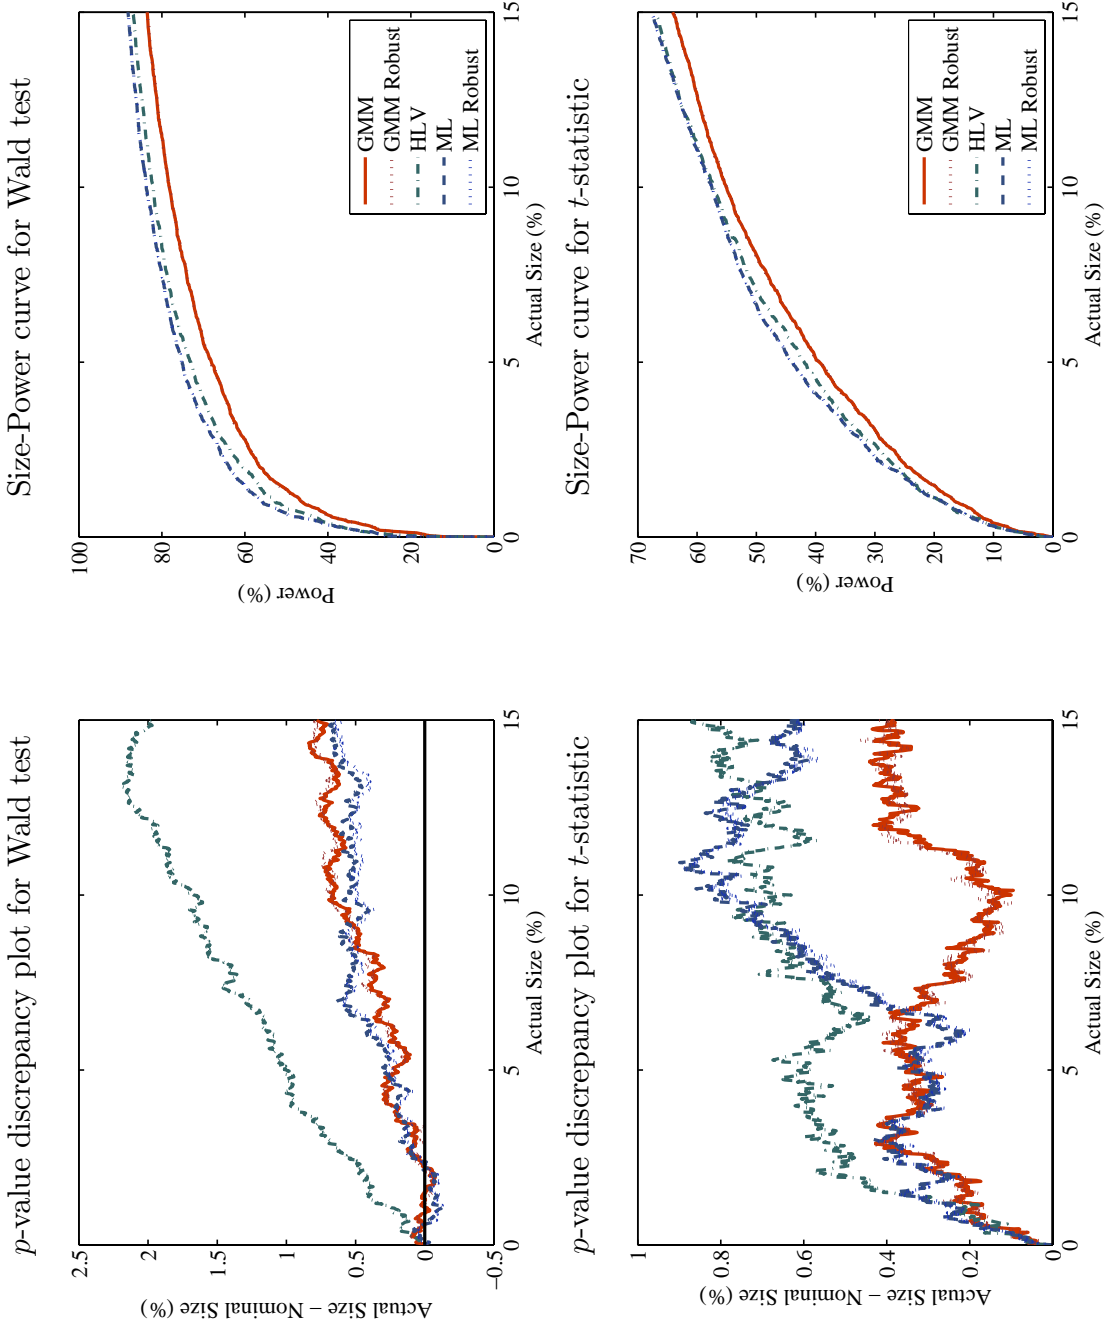 p-value discrepancy plot for Wald test
2.5
2
1.5
1
0.5
0
−0.5
0
5
10
15
Actual Size – Nominal Size (%)
Actual Size (%)
Size-Power curve for Wald test
100
80
60
40
20
0
0
5
10
15
Power (%)
Actual Size (%)
GMM
GMM Robust
HLV
ML
ML Robust
p-value discrepancy plot for t-statistic
1
0.8
0.6
0.4
0.2
0
5
10
15
Actual Size – Nominal Size (%)
Actual Size (%)
Size-Power curve for t-statistic
70
60
50
40
30
20
10
0
0
5
10
15
Power (%)
Actual Size (%)
GMM
GMM Robust
HLV
ML
ML Robust